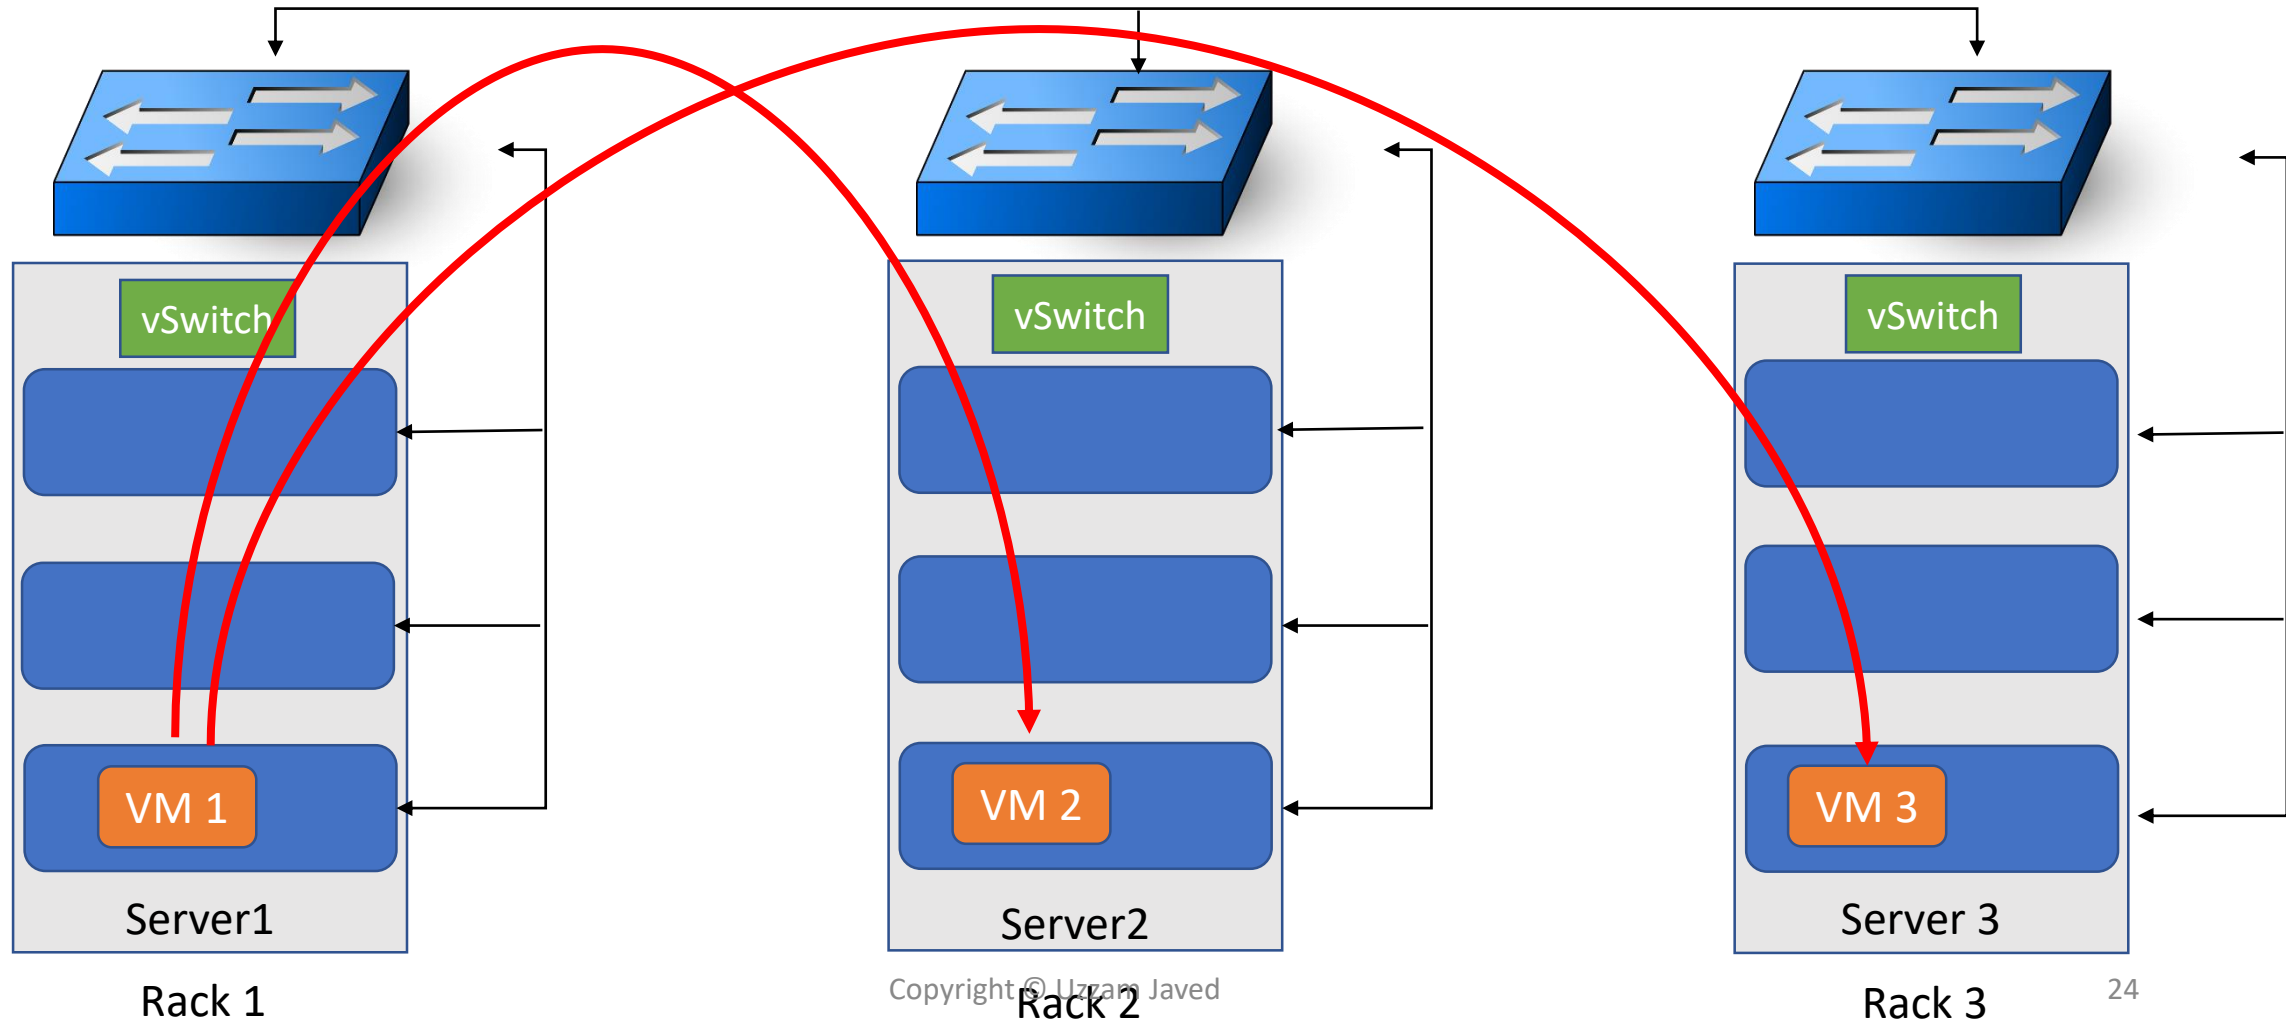 vSwitch
vSwitch
vSwitch
VM 1
VM 2
VM 3
Server1
Server2
Server 3
Rack 1
Copyright © Uzzam Javed
Rack 2
Rack 3
24